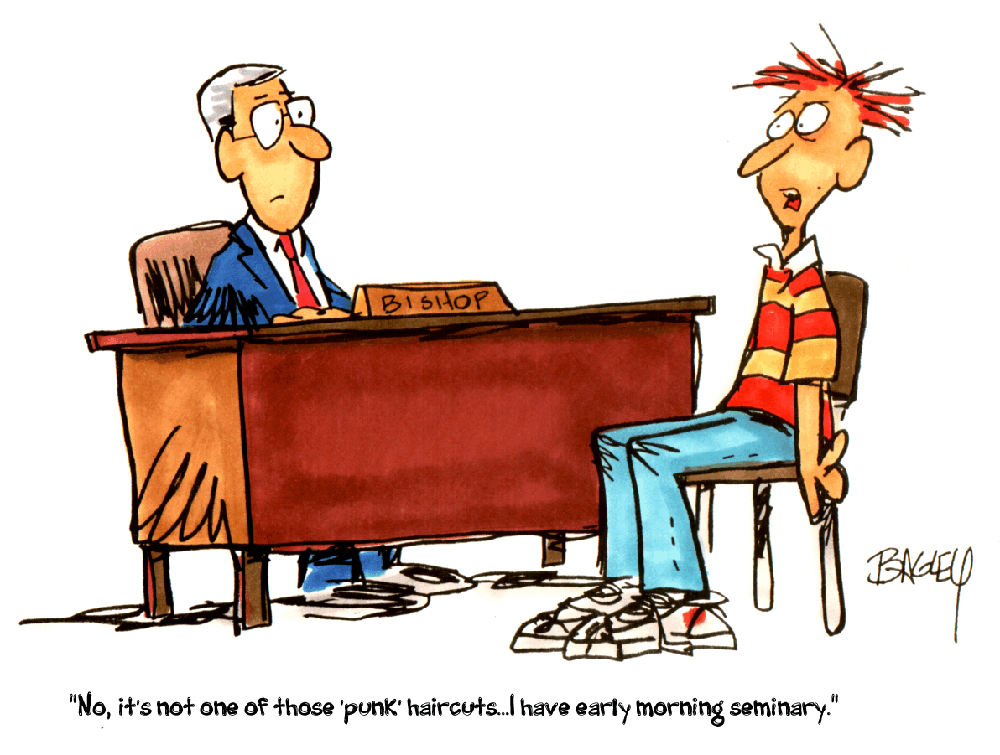 BISHOP
BAGLEY
"No, it's not one of those 'punk' haircuts...I have early morning seminary."